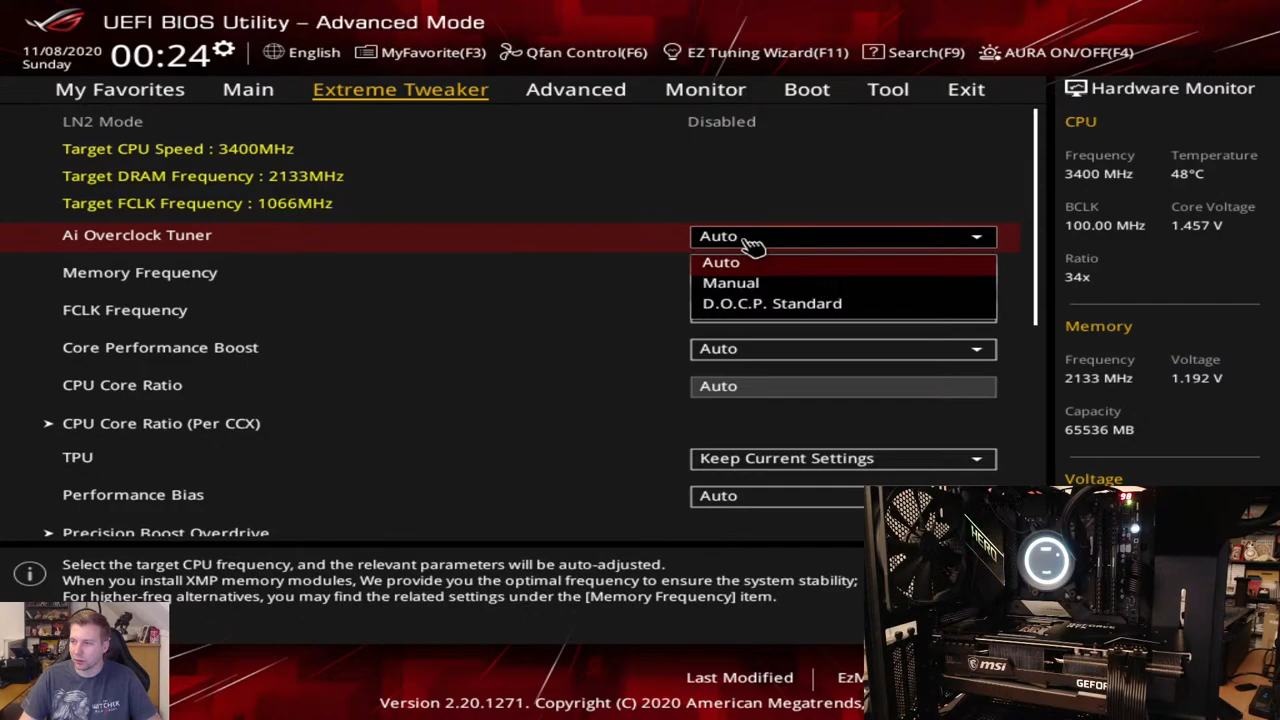 UEFI BIOS Utility – Advanced Mode
11/08/2020
Sunday
00:24
English
MyFavorite(F3)
Qfan Control(F6)
EZ Tuning Wizard(F11)
Search(F9)
AURA ON/OFF(F4)
My Favorites
Main
Extreme Tweaker
Advanced
Monitor
Boot
Tool
Exit
LN2 Mode
Disabled
Target CPU Speed : 3400MHz
Target DRAM Frequency : 2133MHz
Target FCLK Frequency : 1066MHz
Ai Overclock Tuner
Auto
Auto
Manual
D.O.C.P. Standard
Memory Frequency
FCLK Frequency
Core Performance Boost
Auto
CPU Core Ratio
Auto
CPU Core Ratio (Per CCX)
TPU
Keep Current Settings
Performance Bias
Auto
Precision Boost Overdrive
Select the target CPU frequency, and the relevant parameters will be auto-adjusted.
When you install XMP memory modules, We provide you the optimal frequency to ensure the system stability;
For higher-freq alternatives, you may find the related settings under the [Memory Frequency] item.
Last Modified
EzM
Version 2.20.1271. Copyright (C) 2020 American Megatrends,
Hardware Monitor
CPU
Frequency
Temperature
3400 MHz
48°C
BCLK
Core Voltage
100.00 MHz
1.457 V
Ratio
34x
Memory
Frequency
Voltage
2133 MHz
1.192 V
Capacity
65536 MB
Voltage
98
HERO
msi
GEFOR